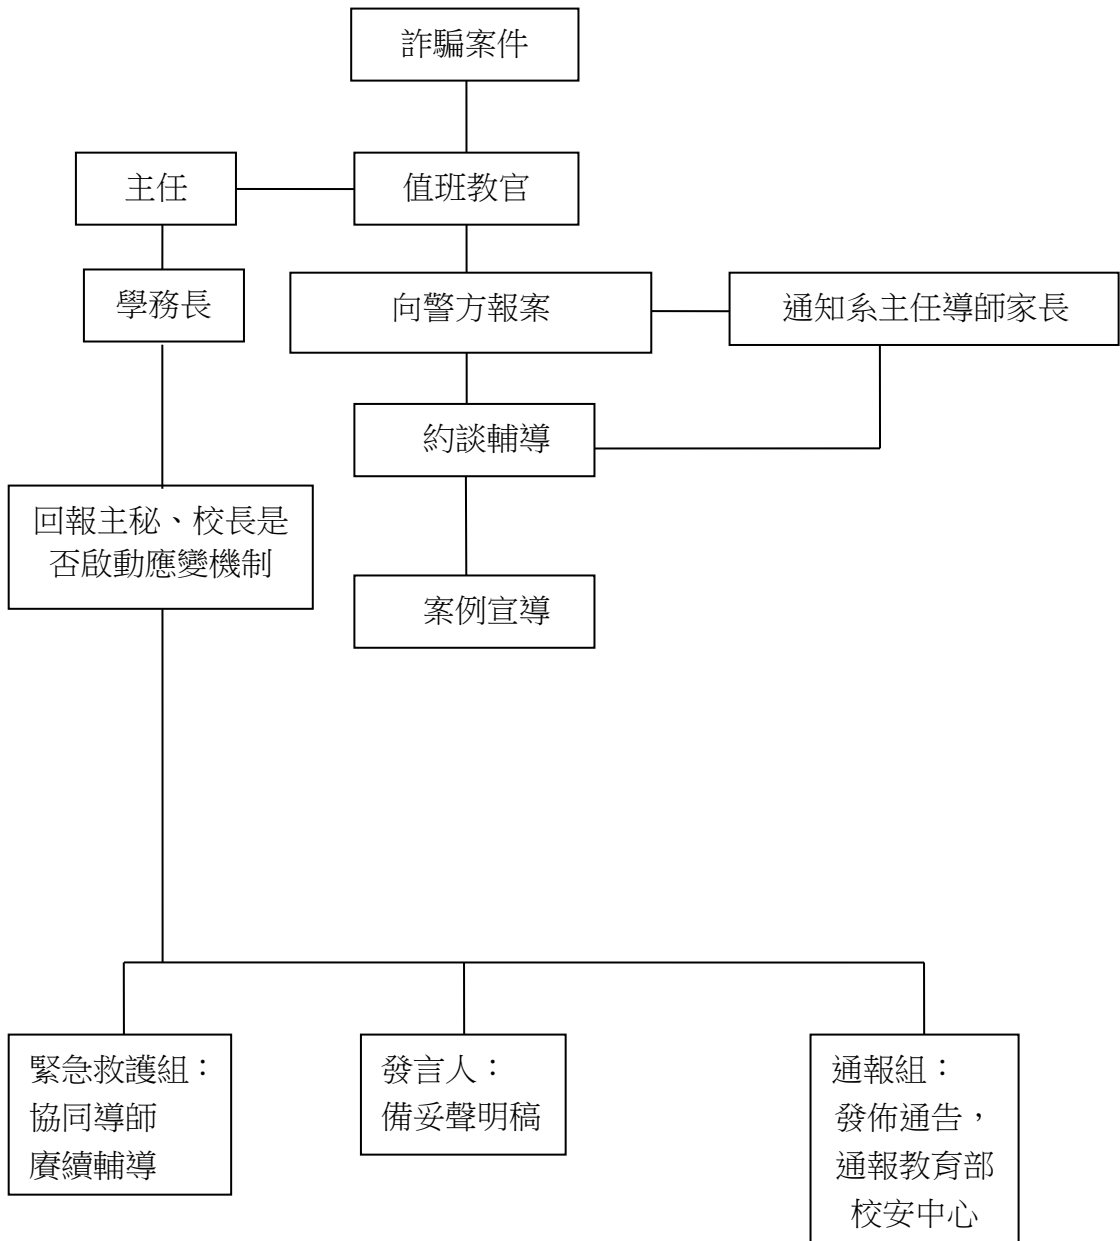 詐騙案件
主任
值班教官
學務長
向警方報案
通知系主任導師家長
約談輔導
回報主秘、校長是
否啟動應變機制
案例宣導
緊急救護組：
協同導師
賡續輔導
發言人：
備妥聲明稿
通報組：
發佈通告，
通報教育部
校安中心